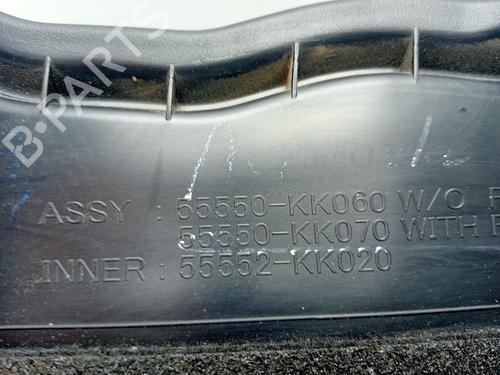 B-PARTS
ASSY : 55550-KK060 W/O
55550-KK070 WITH
INNER : 55552-KK020